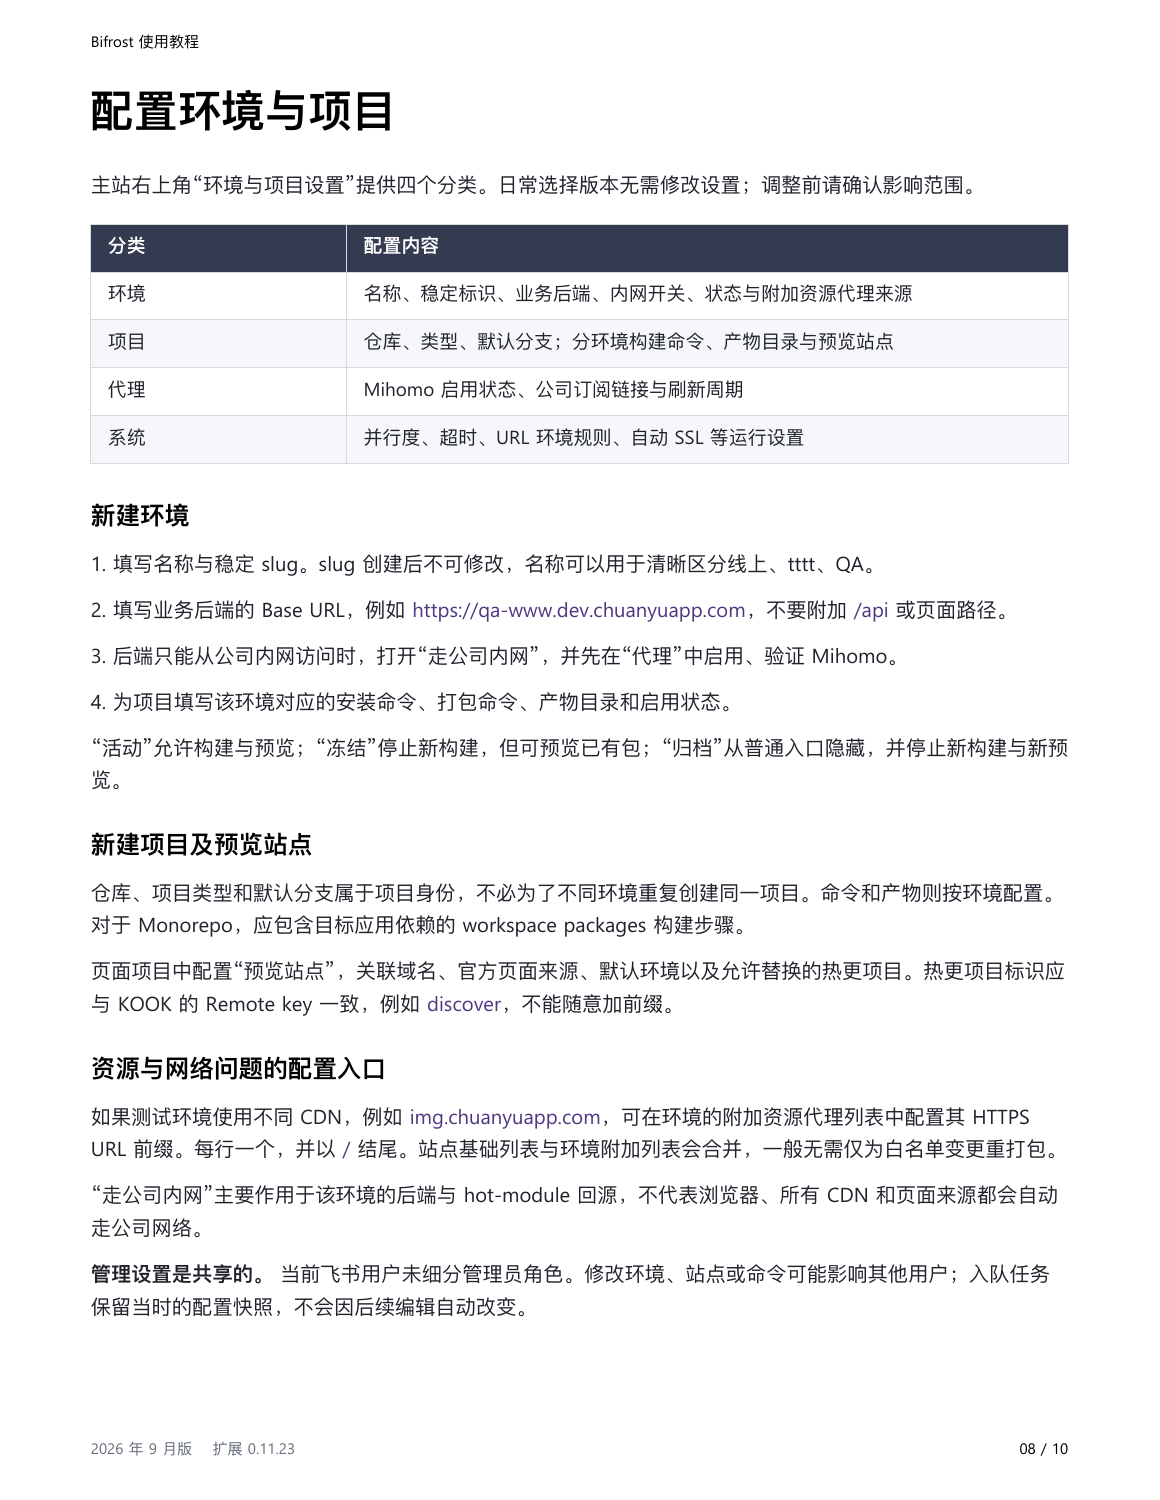 Bifrost 使用教程
配置环境与项目
主站右上角“环境与项目设置”提供四个分类。日常选择版本无需修改设置；调整前请确认影响范围。
分类 配置内容
环境 名称、稳定标识、业务后端、内网开关、状态与附加资源代理来源
项目 仓库、类型、默认分支；分环境构建命令、产物目录与预览站点
代理 Mihomo 启用状态、公司订阅链接与刷新周期
系统 并行度、超时、URL 环境规则、自动 SSL 等运行设置
新建环境
1. 填写名称与稳定 slug。slug 创建后不可修改，名称可以用于清晰区分线上、tttt、QA。
2. 填写业务后端的 Base URL，例如 https://qa-www.dev.chuanyuapp.com，不要附加 /api 或页面路径。
3. 后端只能从公司内网访问时，打开“走公司内网”，并先在“代理”中启用、验证 Mihomo。
4. 为项目填写该环境对应的安装命令、打包命令、产物目录和启用状态。
“活动”允许构建与预览；“冻结”停止新构建，但可预览已有包；“归档”从普通入口隐藏，并停止新构建与新预
览。
新建项目及预览站点
仓库、项目类型和默认分支属于项目身份，不必为了不同环境重复创建同一项目。命令和产物则按环境配置。
对于 Monorepo，应包含目标应用依赖的 workspace packages 构建步骤。
页面项目中配置“预览站点”，关联域名、官方页面来源、默认环境以及允许替换的热更项目。热更项目标识应
与 KOOK 的 Remote key 一致，例如 discover，不能随意加前缀。
资源与网络问题的配置入口
如果测试环境使用不同 CDN，例如 img.chuanyuapp.com，可在环境的附加资源代理列表中配置其 HTTPS
URL 前缀。每行一个，并以 / 结尾。站点基础列表与环境附加列表会合并，一般无需仅为白名单变更重打包。
“走公司内网”主要作用于该环境的后端与 hot-module 回源，不代表浏览器、所有 CDN 和页面来源都会自动
走公司网络。
管理设置是共享的。 当前飞书用户未细分管理员角色。修改环境、站点或命令可能影响其他用户；入队任务
保留当时的配置快照，不会因后续编辑自动改变。
2026 年 9 月版 扩展 0.11.23
08 / 10